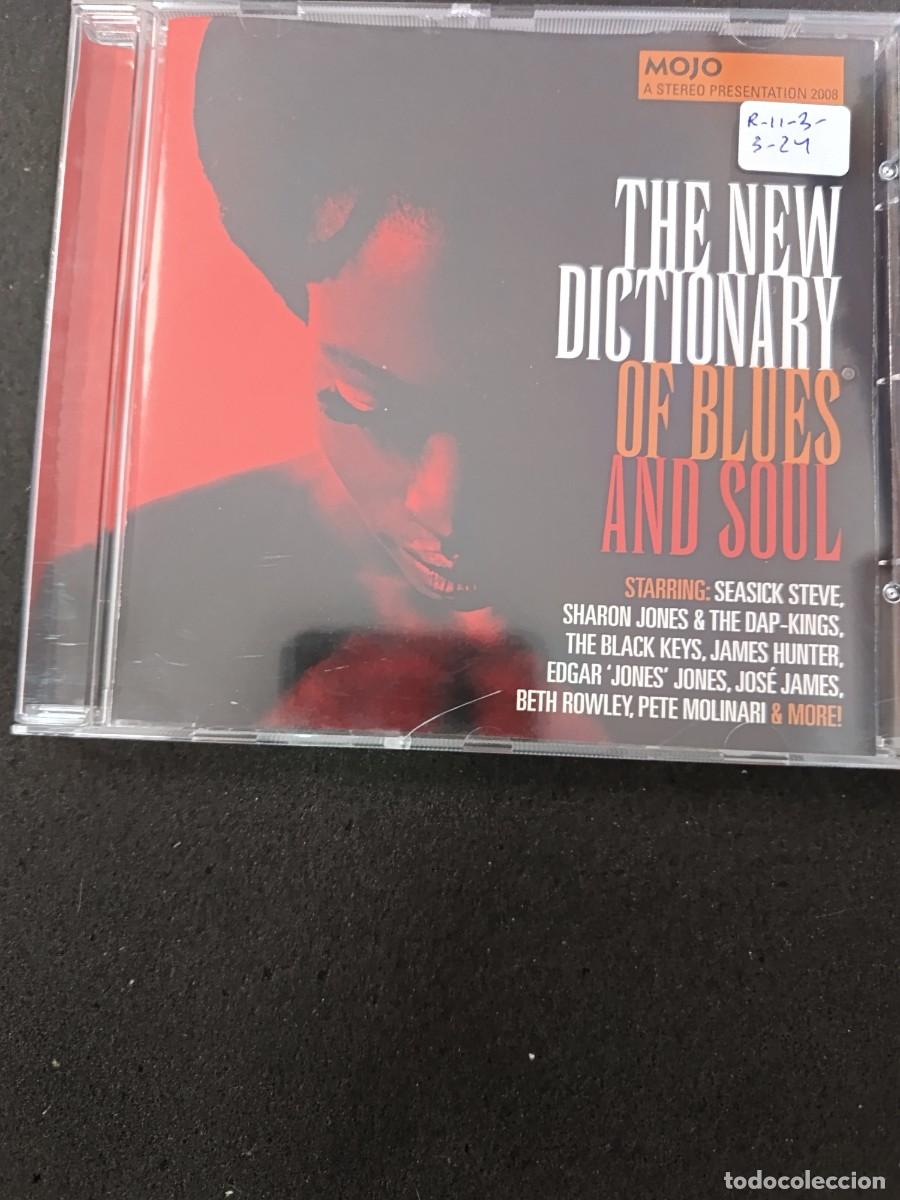 MOJO
A STEREO PRESENTATION 2008
R-11-3-
3-24
THE NEW
DICTIONARY
OF BLUES
AND SOUL
STARRING: SEASICK STEVE,
SHARON JONES & THE DAP-KINGS,
THE BLACK KEYS, JAMES HUNTER,
EDGAR ‘JONES’ JONES, JOSÉ JAMES,
BETH ROWLEY, PETE MOLINARI & MORE!
todocoleccion